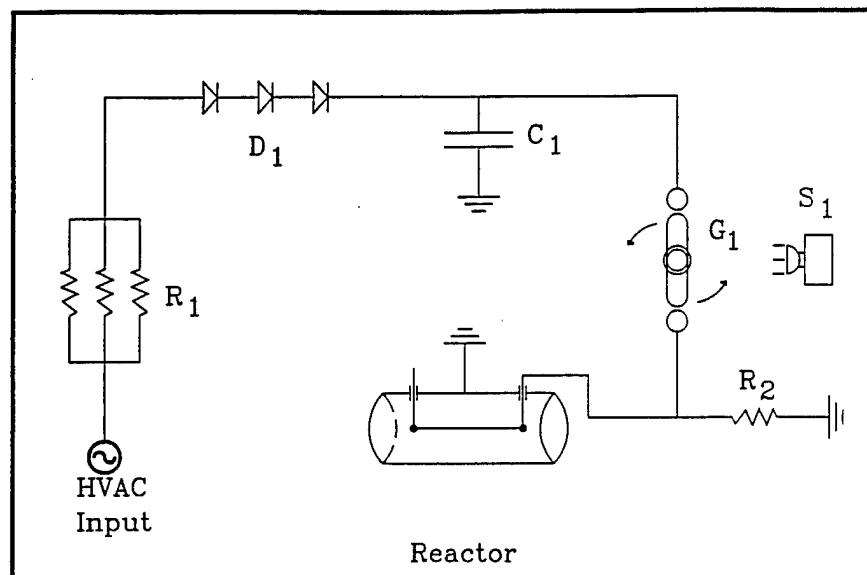 D1
C1
G1
S1
R1
R2
HVAC
Input
Reactor